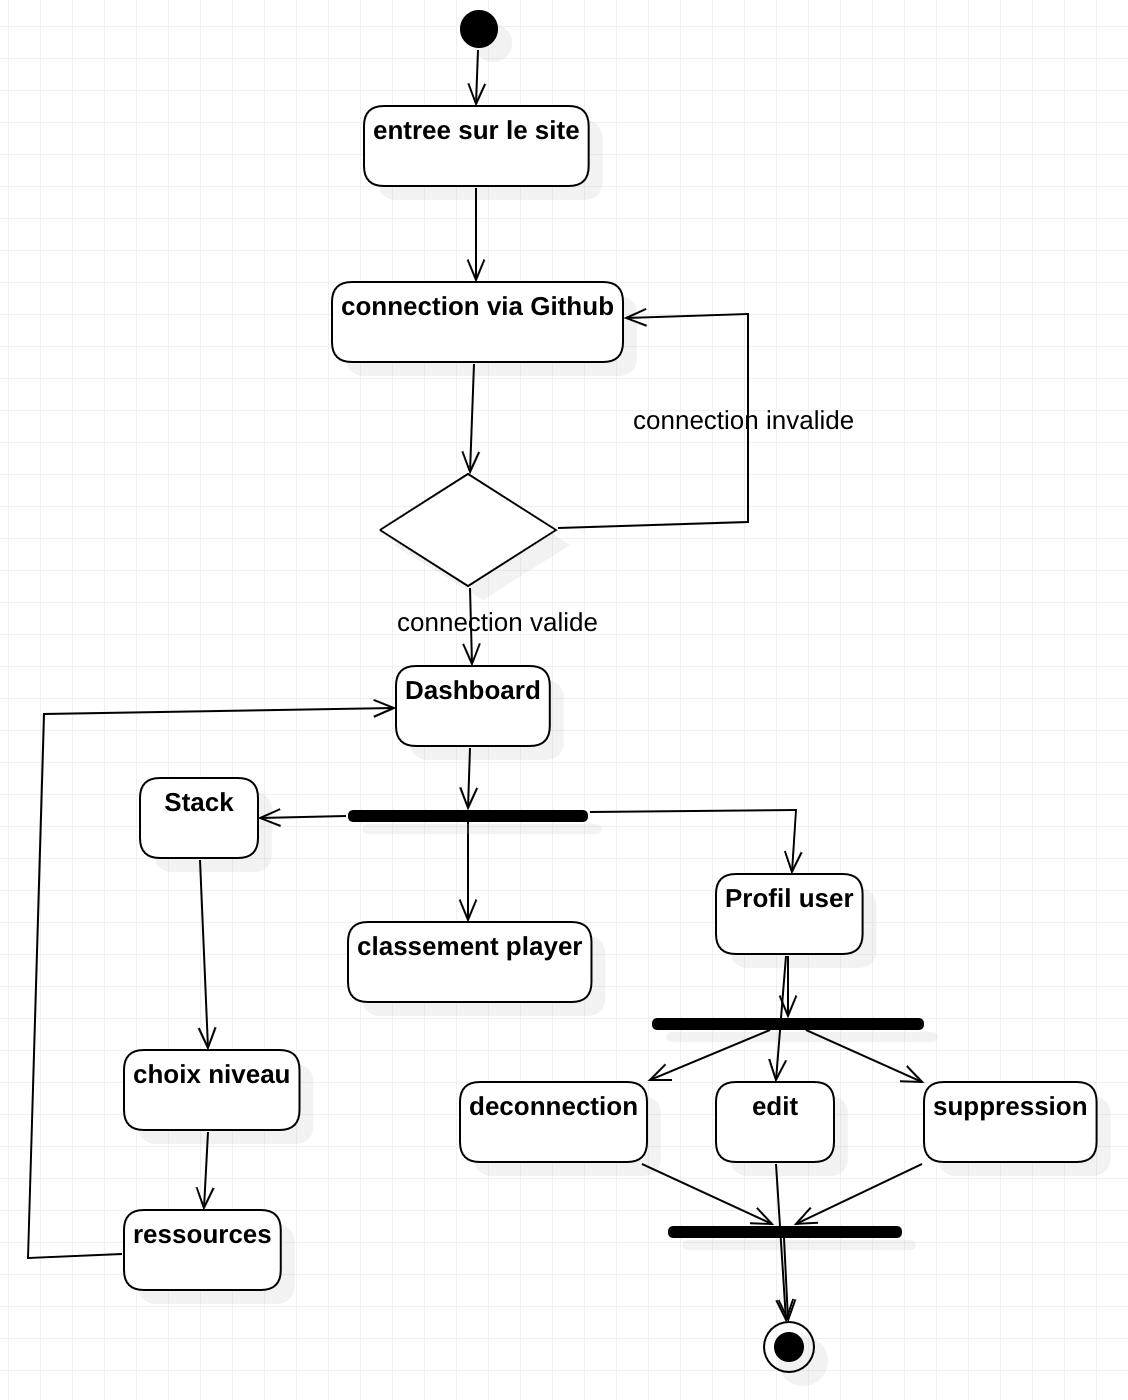 entree sur le site
connection via Github
connection invalide
connection valide
Dashboard
Stack
Profil user
classement player
choix niveau
deconnection
edit
suppression
ressources